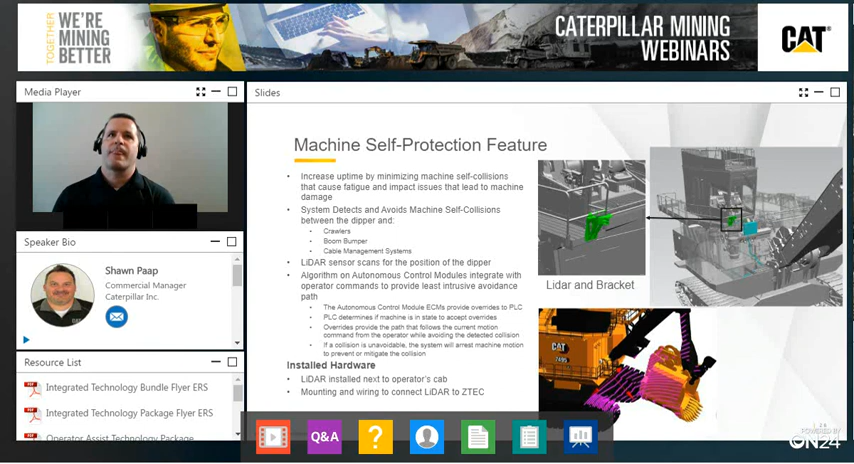 TOGETHER
WE'RE
MINING
BETTER
CATERPILLAR MINING
WEBINARS
CAT
Media Player
Slides
Machine Self-Protection Feature
• Increase uptime by minimizing machine self-collisions
that cause fatigue and impact issues that lead to machine
damage
• System Detects and Avoids Machine Self-Collisions
between the dipper and:
• Crawlers
• Boom Bumper
• Cable Management Systems
• LiDAR sensor scans for the position of the dipper
• Algorithm on Autonomous Control Modules integrate with
operator commands to provide least intrusive avoidance
path
• The Autonomous Control Module ECMs provide overrides to PLC
• PLC determines if machine is in state to accept overrides
• Overrides provide the path that follows the current motion
command from the operator while avoiding the detected collision
• If a collision is unavoidable, the system will arrest machine motion
to prevent or mitigate the collision
Installed Hardware
• LiDAR installed next to operator's cab
• Mounting and wiring to connect LiDAR to ZTEC
Lidar and Bracket
CAT
7495
Speaker Bio
Shawn Paap
Commercial Manager
Caterpillar Inc.
Resource List
Integrated Technology Bundle Flyer ERS
Integrated Technology Package Flyer ERS
Operator Assist Technology Package
Q&A
?
POWERED BY
ON24